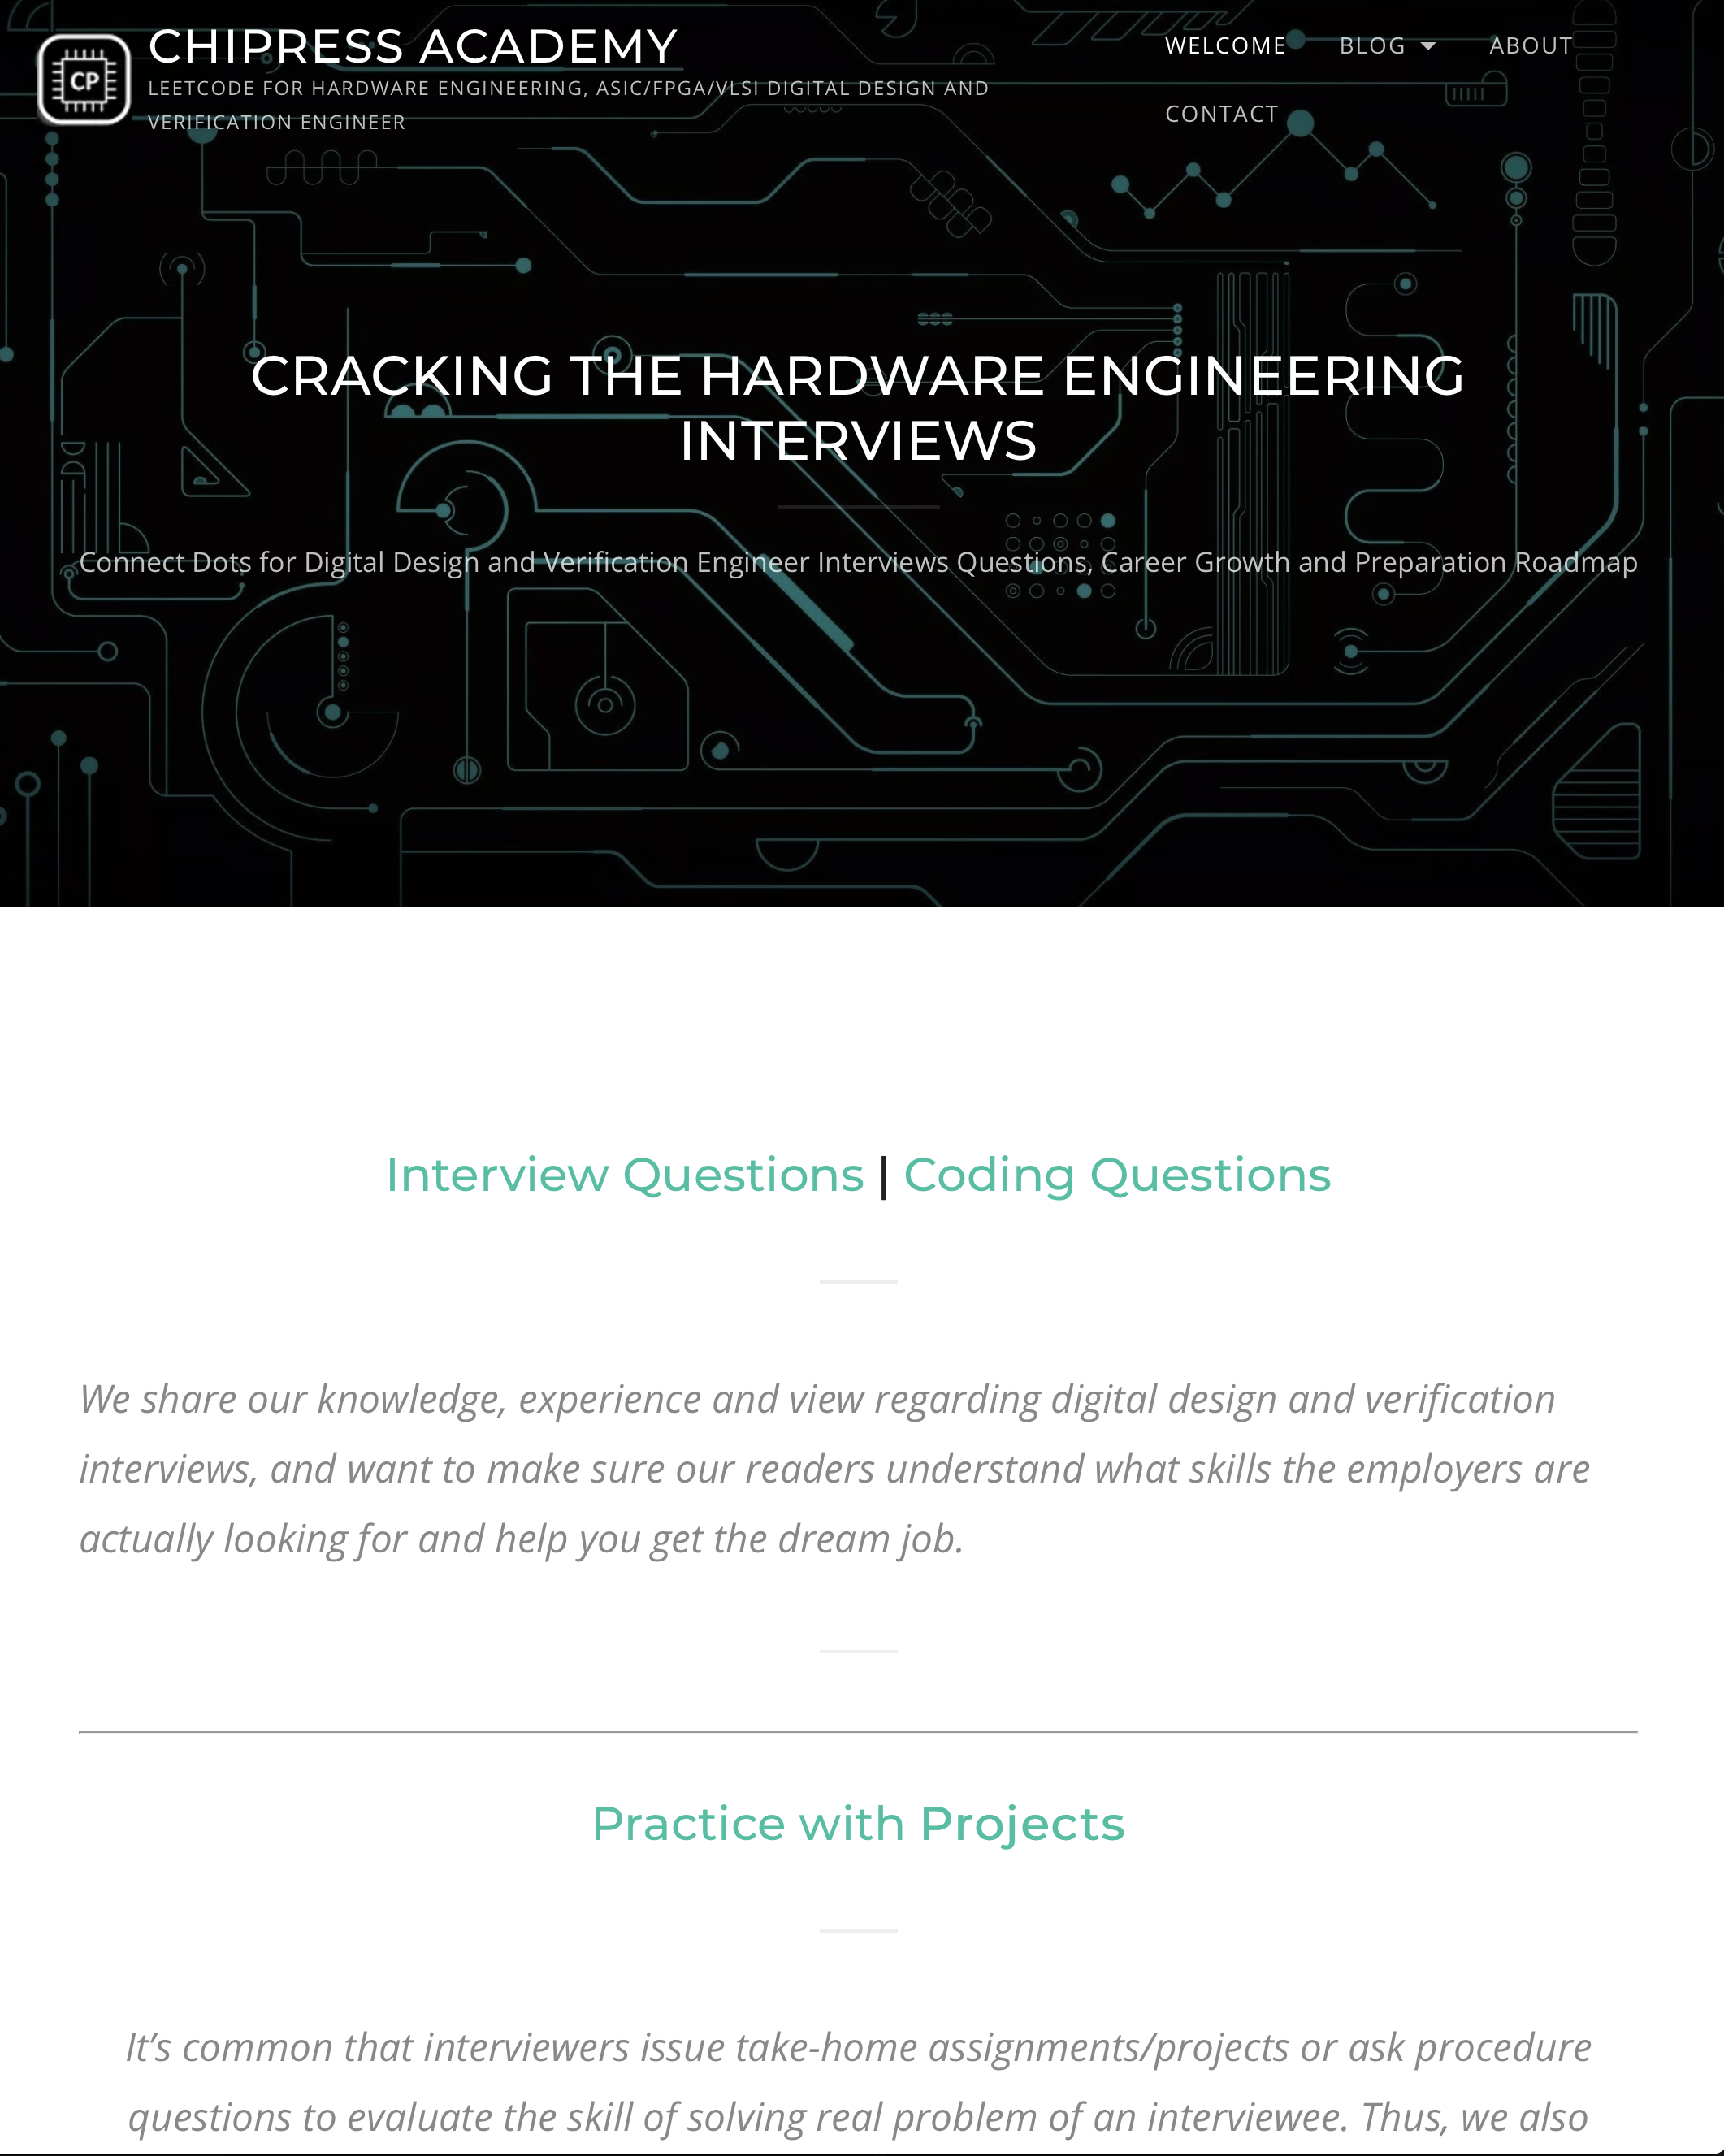 CP
CHIPRESS ACADEMY
LEETCODE FOR HARDWARE ENGINEERING, ASIC/FPGA/VLSI DIGITAL DESIGN AND
VERIFICATION ENGINEER
WELCOME BLOG ABOUT
CONTACT
CRACKING THE HARDWARE ENGINEERING
INTERVIEWS
Connect Dots for Digital Design and Verification Engineer Interviews Questions, Career Growth and Preparation Roadmap
Interview Questions | Coding Questions
We share our knowledge, experience and view regarding digital design and verification
interviews, and want to make sure our readers understand what skills the employers are
actually looking for and help you get the dream job.
Practice with Projects
It’s common that interviewers issue take-home assignments/projects or ask procedure
questions to evaluate the skill of solving real problem of an interviewee. Thus, we also